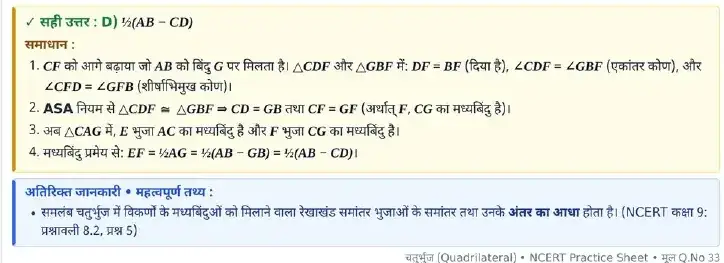 ✓ सही उत्तर : D) ½(AB − CD)
समाधान :
1. CF को आगे बढ़ाया जो AB को बिंदु G पर मिलता है। △CDF और △GBF में: DF = BF (दिया है), ∠CDF = ∠GBF (एकांतर कोण), और
∠CFD = ∠GFB (शीर्षाभिमुख कोण)।
2. ASA नियम से △CDF ≅ △GBF ⇒ CD = GB तथा CF = GF (अर्थात् F, CG का मध्यबिंदु है)।
3. अब △CAG में, E भुजा AC का मध्यबिंदु है और F भुजा CG का मध्यबिंदु है।
4. मध्यबिंदु प्रमेय से: EF = ½AG = ½(AB − GB) = ½(AB − CD)।
अतिरिक्त जानकारी • महत्वपूर्ण तथ्य :
• समलंब चतुर्भुज में विकर्णों के मध्यबिंदुओं को मिलाने वाला रेखाखंड समांतर भुजाओं के समांतर तथा उनके अंतर का आधा होता है। (NCERT कक्षा 9:
प्रश्नावली 8.2, प्रश्न 5)
चतुर्भुज (Quadrilateral) • NCERT Practice Sheet • मूल Q.No 33